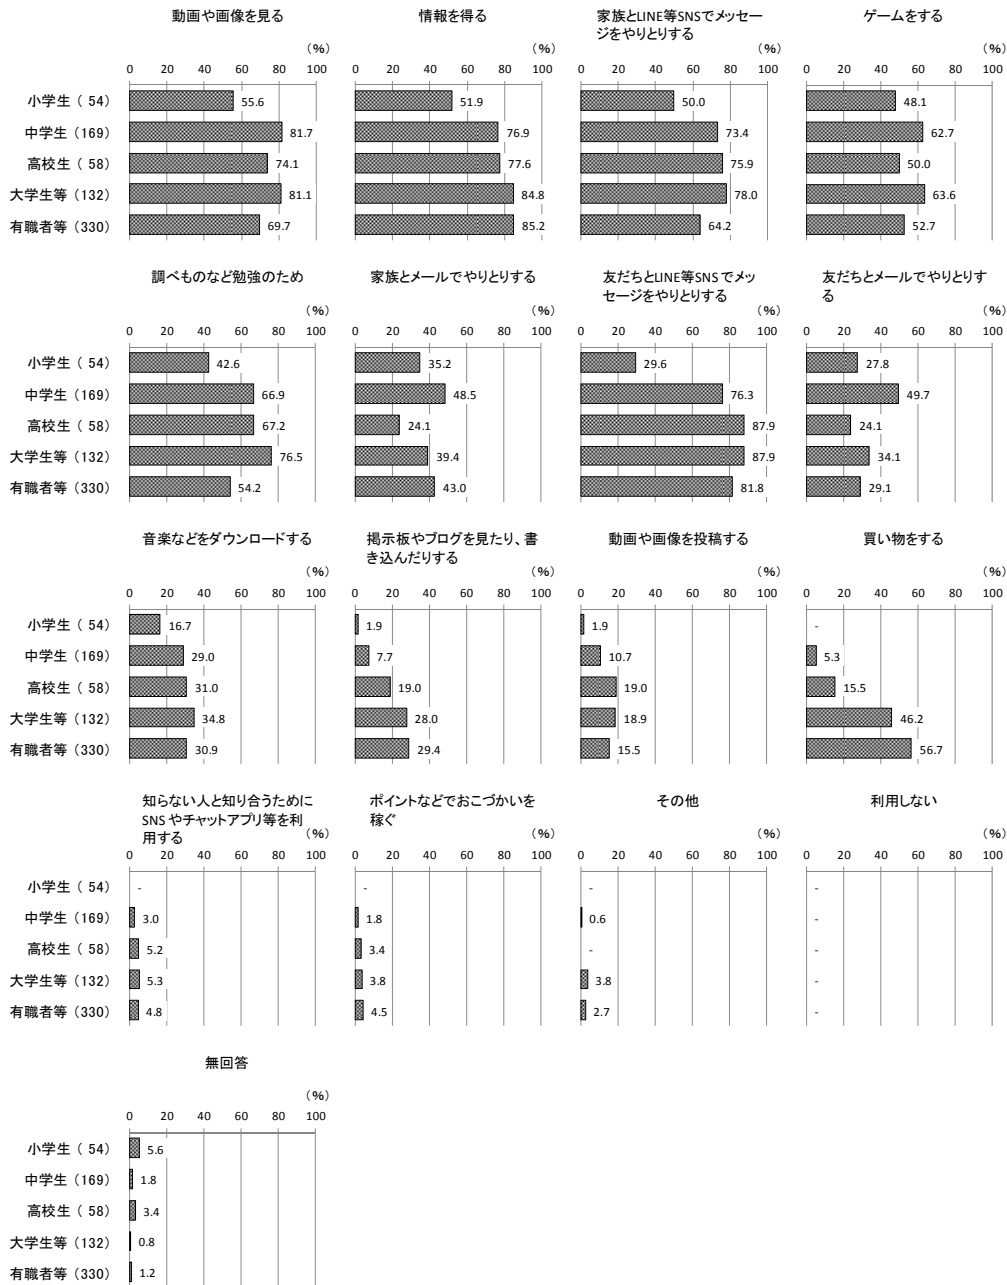 動画や画像を見る
(%)
0 20 40 60 80 100
小学生（ 54） 55.6
中学生（169） 81.7
高校生（ 58） 74.1
大学生等（132） 81.1
有職者等（330） 69.7
情報を得る
(%)
0 20 40 60 80 100
51.9
76.9
77.6
84.8
85.2
家族とLINE等SNSでメッセー
ジをやりとりする
(%)
0 20 40 60 80 100
50.0
73.4
75.9
78.0
64.2
ゲームをする
(%)
0 20 40 60 80 100
48.1
62.7
50.0
63.6
52.7
調べものなど勉強のため
(%)
0 20 40 60 80 100
小学生（ 54） 42.6
中学生（169） 66.9
高校生（ 58） 67.2
大学生等（132） 76.5
有職者等（330） 54.2
家族とメールでやりとりする
(%)
0 20 40 60 80 100
35.2
48.5
24.1
39.4
43.0
友だちとLINE等SNSでメッ
セージをやりとりする
(%)
0 20 40 60 80 100
29.6
76.3
87.9
87.9
81.8
友だちとメールでやりとりす
る
(%)
0 20 40 60 80 100
27.8
49.7
24.1
34.1
29.1
音楽などをダウンロードする
(%)
0 20 40 60 80 100
小学生（ 54） 16.7
中学生（169） 29.0
高校生（ 58） 31.0
大学生等（132） 34.8
有職者等（330） 30.9
掲示板やブログを見たり、書
き込んだりする
(%)
0 20 40 60 80 100
1.9
7.7
19.0
28.0
29.4
動画や画像を投稿する
(%)
0 20 40 60 80 100
1.9
10.7
19.0
18.9
15.5
買い物をする
(%)
0 20 40 60 80 100
-
5.3
15.5
46.2
56.7
知らない人と知り合うために
SNSやチャットアプリ等を利
用する
(%)
0 20 40 60 80 100
小学生（ 54） -
中学生（169） 3.0
高校生（ 58） 5.2
大学生等（132） 5.3
有職者等（330） 4.8
ポイントなどでおこづかいを
稼ぐ
(%)
0 20 40 60 80 100
-
1.8
3.4
3.8
4.5
その他
(%)
0 20 40 60 80 100
-
0.6
-
3.8
2.7
利用しない
(%)
0 20 40 60 80 100
-
-
-
-
-
無回答
(%)
0 20 40 60 80 100
小学生（ 54） 5.6
中学生（169） 1.8
高校生（ 58） 3.4
大学生等（132） 0.8
有職者等（330） 1.2